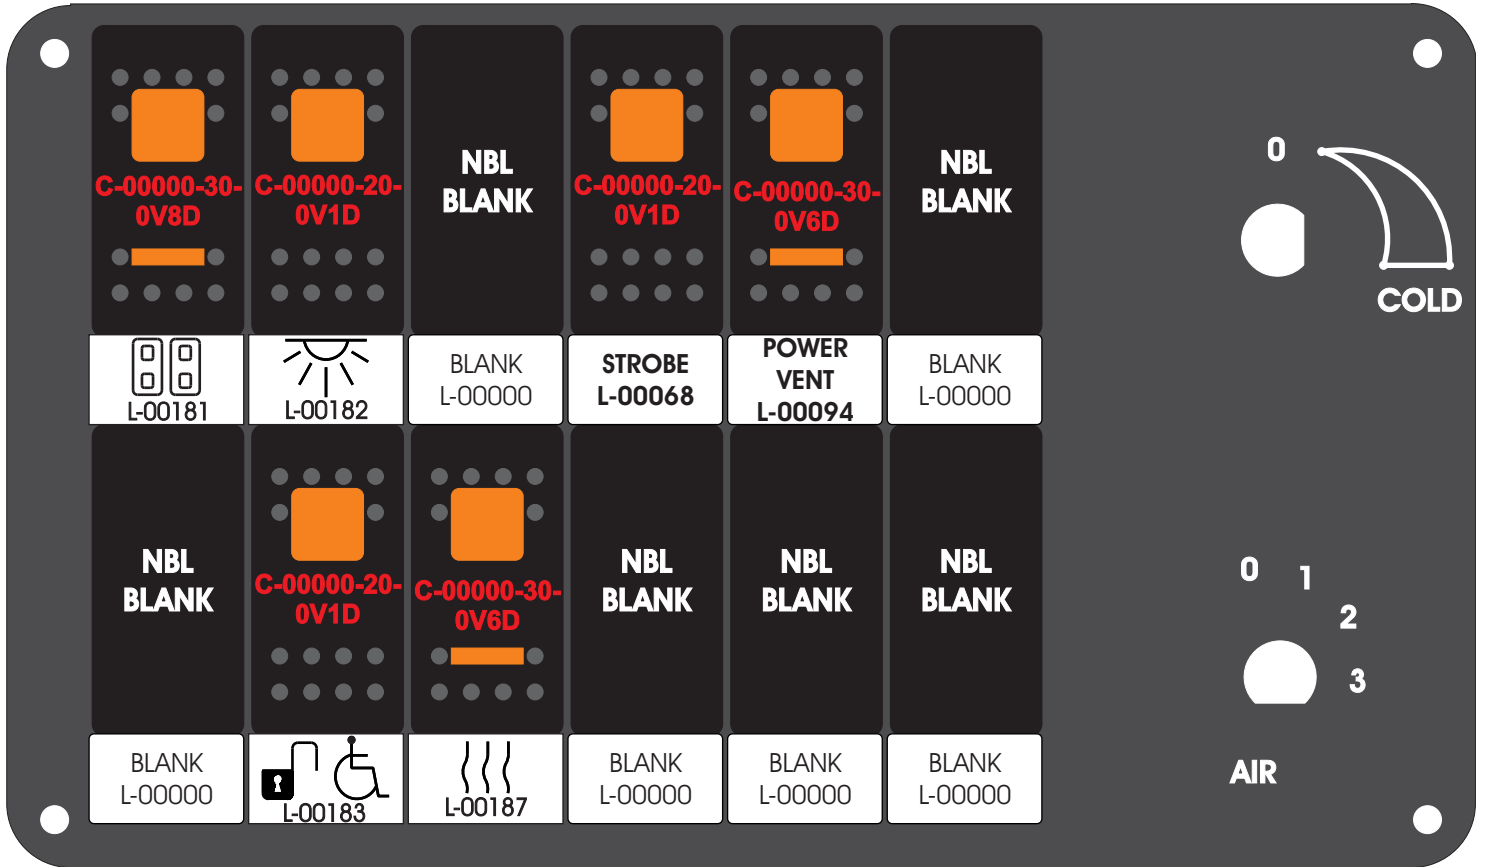 C-00000-30-
0V8D
C-00000-20-
0V1D
NBL
BLANK
C-00000-20-
0V1D
C-00000-30-
0V6D
NBL
BLANK
L-00181
L-00182
BLANK
L-00000
STROBE
L-00068
POWER
VENT
L-00094
BLANK
L-00000
0
COLD
NBL
BLANK
C-00000-20-
0V1D
C-00000-30-
0V6D
NBL
BLANK
NBL
BLANK
NBL
BLANK
BLANK
L-00000
L-00183
L-00187
BLANK
L-00000
BLANK
L-00000
BLANK
L-00000
0
1
2
3
AIR